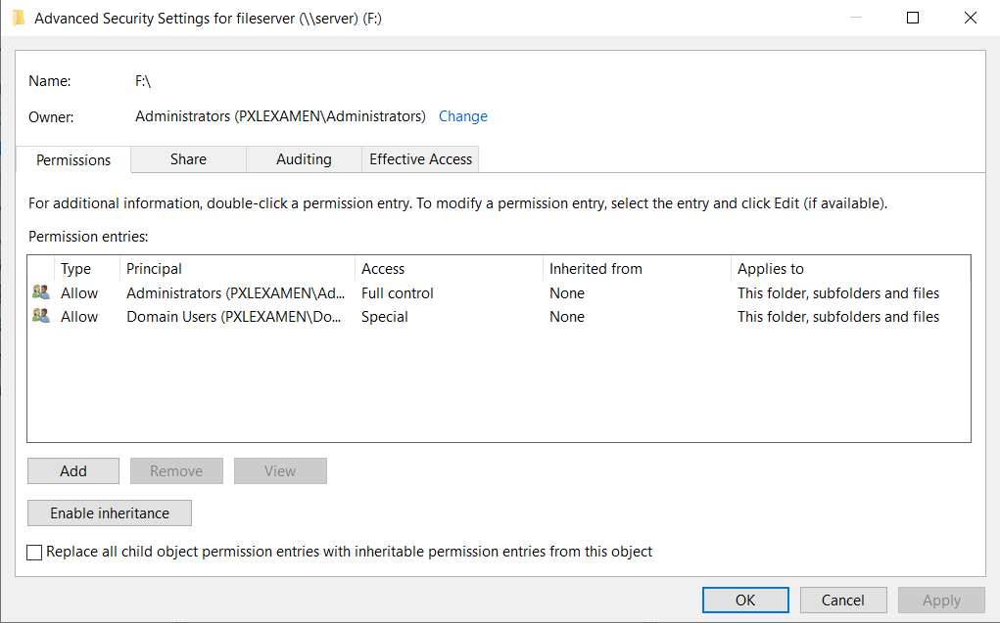 Advanced Security Settings for fileserver (\\server) (F:)
Name: F:\
Owner: Administrators (PXLEXAMEN\Administrators) Change
Permissions Share Auditing Effective Access
For additional information, double-click a permission entry. To modify a permission entry, select the entry and click Edit (if available).
Permission entries:
Type Principal Access Inherited from Applies to
Allow Administrators (PXLEXAMEN\Ad... Full control None This folder, subfolders and files
Allow Domain Users (PXLEXAMEN\Do... Special None This folder, subfolders and files
Add Remove View
Enable inheritance
Replace all child object permission entries with inheritable permission entries from this object
OK Cancel Apply